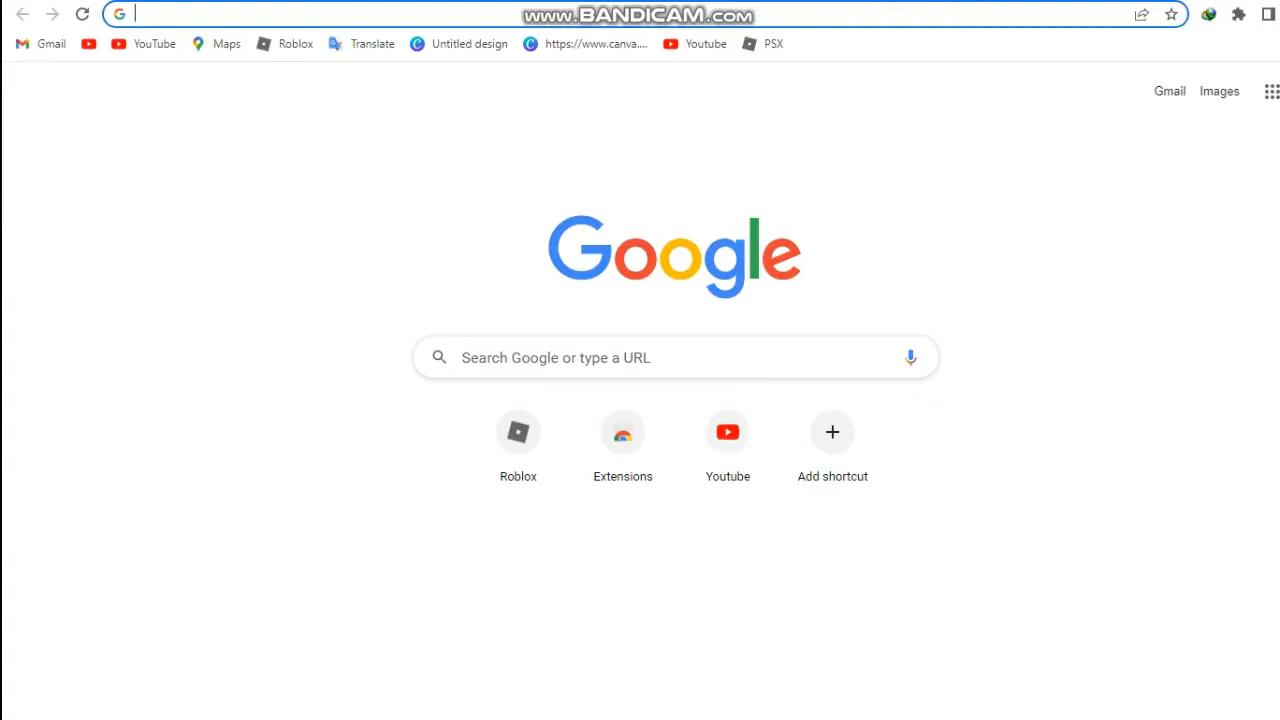 www.BANDICAM.com
Gmail YouTube Maps Roblox Translate Untitled design https://www.canva.... Youtube PSX
Gmail Images
Google
Search Google or type a URL
Roblox Extensions Youtube Add shortcut